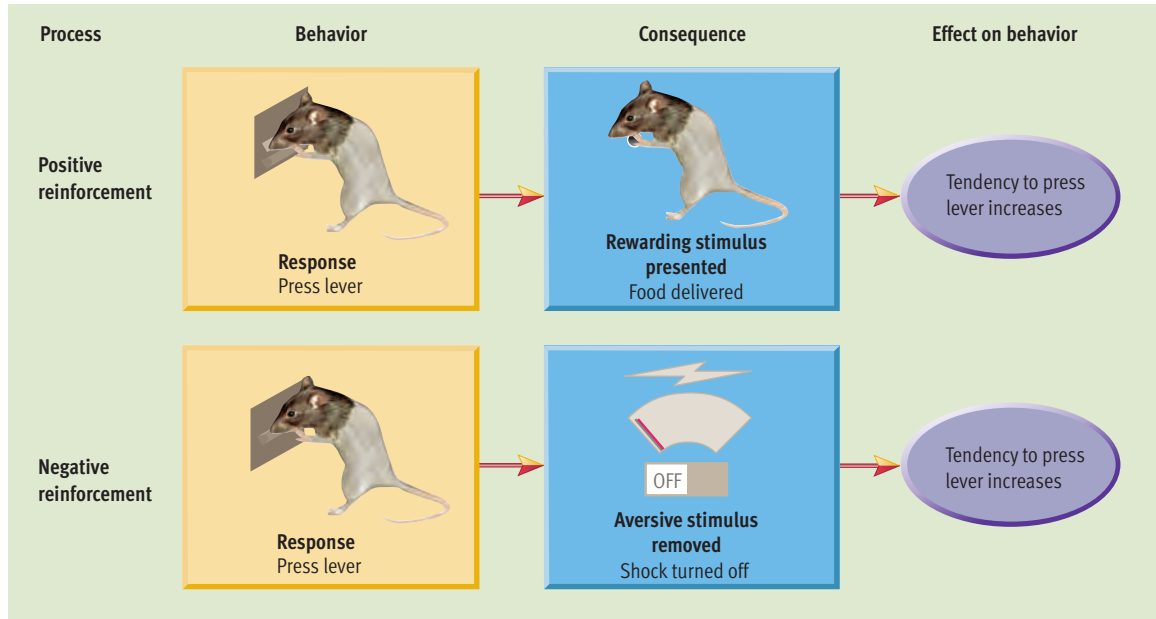 Process
Behavior
Consequence
Effect on behavior
Positive
reinforcement
Response
Press lever
Rewarding stimulus
presented
Food delivered
Tendency to press
lever increases
Negative
reinforcement
Response
Press lever
OFF
Aversive stimulus
removed
Shock turned off
Tendency to press
lever increases